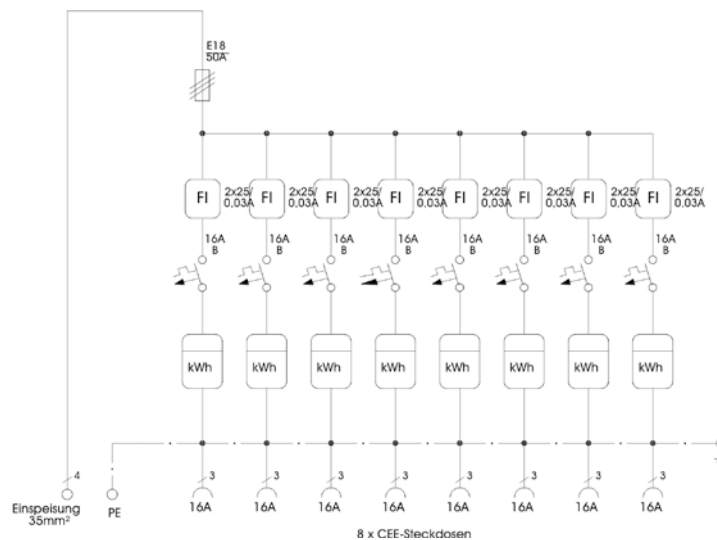 E18
50A
FI 2x25/ 0,03A FI 2x25/ 0,03A FI 2x25/ 0,03A FI 2x25/ 0,03A FI 2x25/ 0,03A FI 2x25/ 0,03A FI 2x25/ 0,03A FI 2x25/ 0,03A
16A B 16A B 16A B 16A B 16A B 16A B 16A B 16A B
kWh kWh kWh kWh kWh kWh kWh kWh
4 3 3 3 3 3 3 3 3
Einspeisung PE 16A 16A 16A 16A 16A 16A 16A 16A
35mm²
8 x CEE-Steckdosen